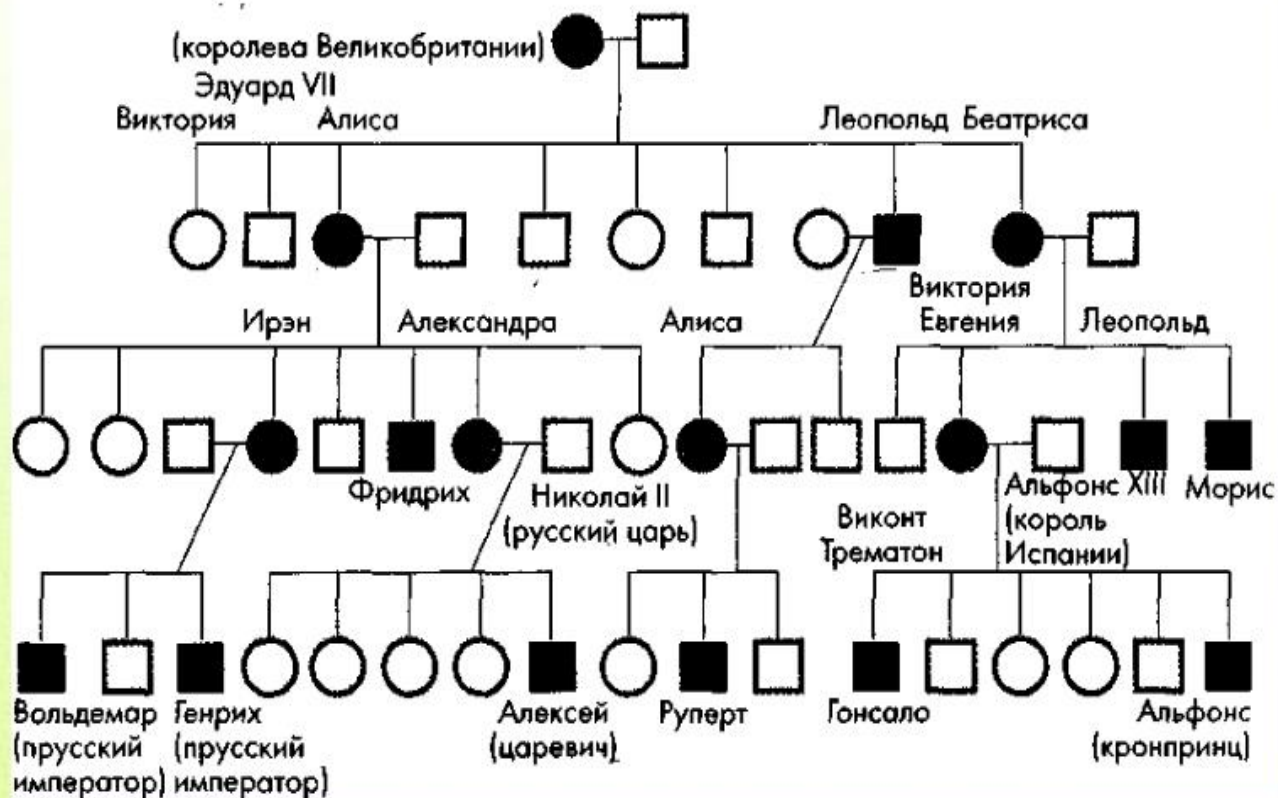 (королева Великобритании)
Эдуард VII
Виктория Алиса Леопольд Беатриса
Виктория
Ирэн Александра Алиса Евгения Леопольд
Фридрих Николай II Альфонс XIII Морис
(русский царь) Виконт (король
Трематон Испании)
Вольдемар Генрих Алексей Руперт Гонсало Альфонс
(прусский (прусский (царевич) (кронпринц)
император) император)